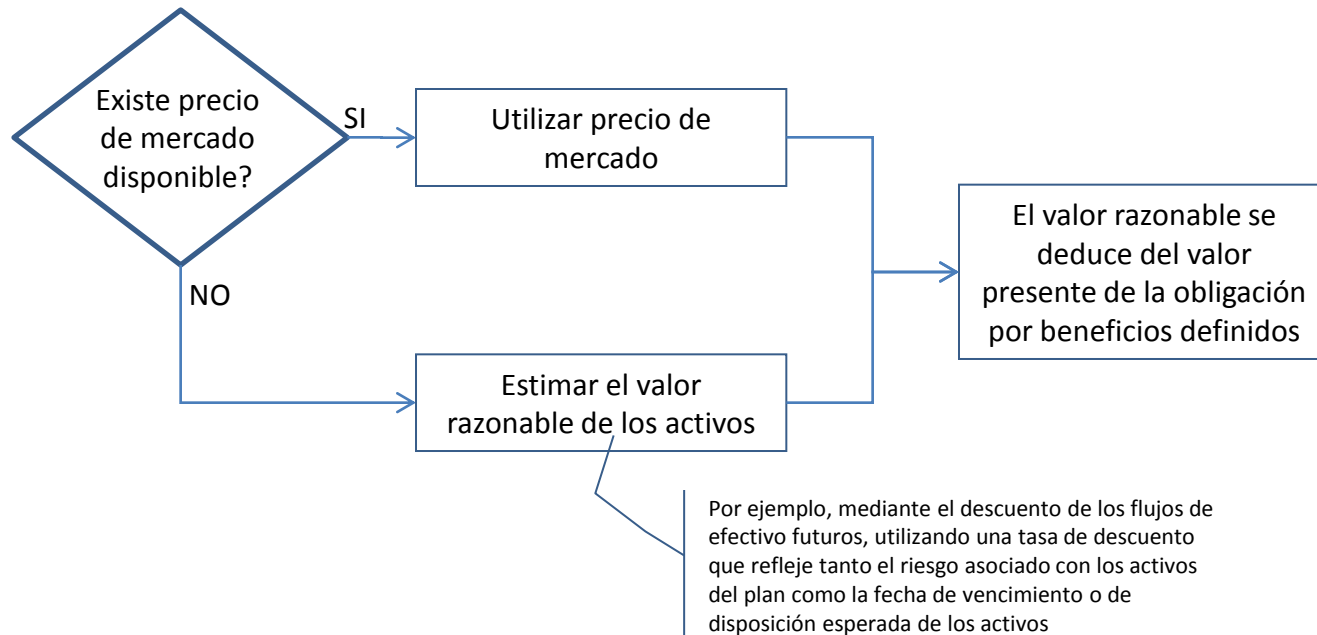 Existe precio
de mercado
disponible?
SI
Utilizar precio de
mercado
El valor razonable se
deduce del valor
presente de la obligación
por beneficios definidos
NO
Estimar el valor
razonable de los activos
Por ejemplo, mediante el descuento de los flujos de
efectivo futuros, utilizando una tasa de descuento
que refleje tanto el riesgo asociado con los activos
del plan como la fecha de vencimiento o de
disposición esperada de los activos